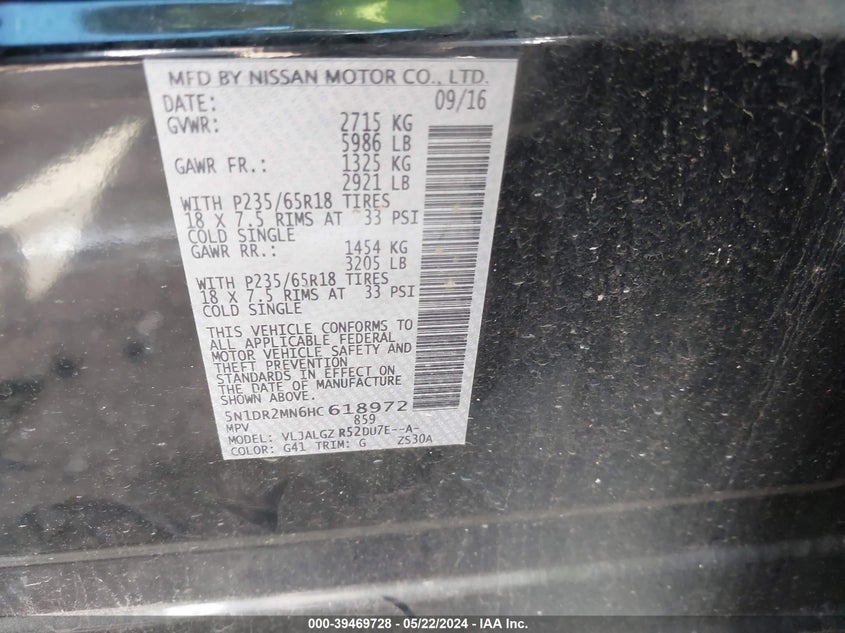 MFD BY NISSAN MOTOR CO., LTD.
DATE: 09/16
GVWR: 2715 KG
5986 LB
GAWR FR.: 1325 KG
2921 LB
WITH P235/65R18 TIRES
18 X 7.5 RIMS AT 33 PSI
COLD SINGLE
GAWR RR.: 1454 KG
3205 LB
WITH P235/65R18 TIRES
18 X 7.5 RIMS AT 33 PSI
COLD SINGLE
THIS VEHICLE CONFORMS TO
ALL APPLICABLE FEDERAL
MOTOR VEHICLE SAFETY AND
THEFT PREVENTION
STANDARDS IN EFFECT ON
THE DATE OF MANUFACTURE
SHOWN ABOVE.
5N1DR2MN6HC618972
MPV 859
MODEL: VLJALGZ R52DU7E--A-
COLOR: G41 TRIM: G ZS30A
000-39469728 - 05/22/2024 - IAA Inc.